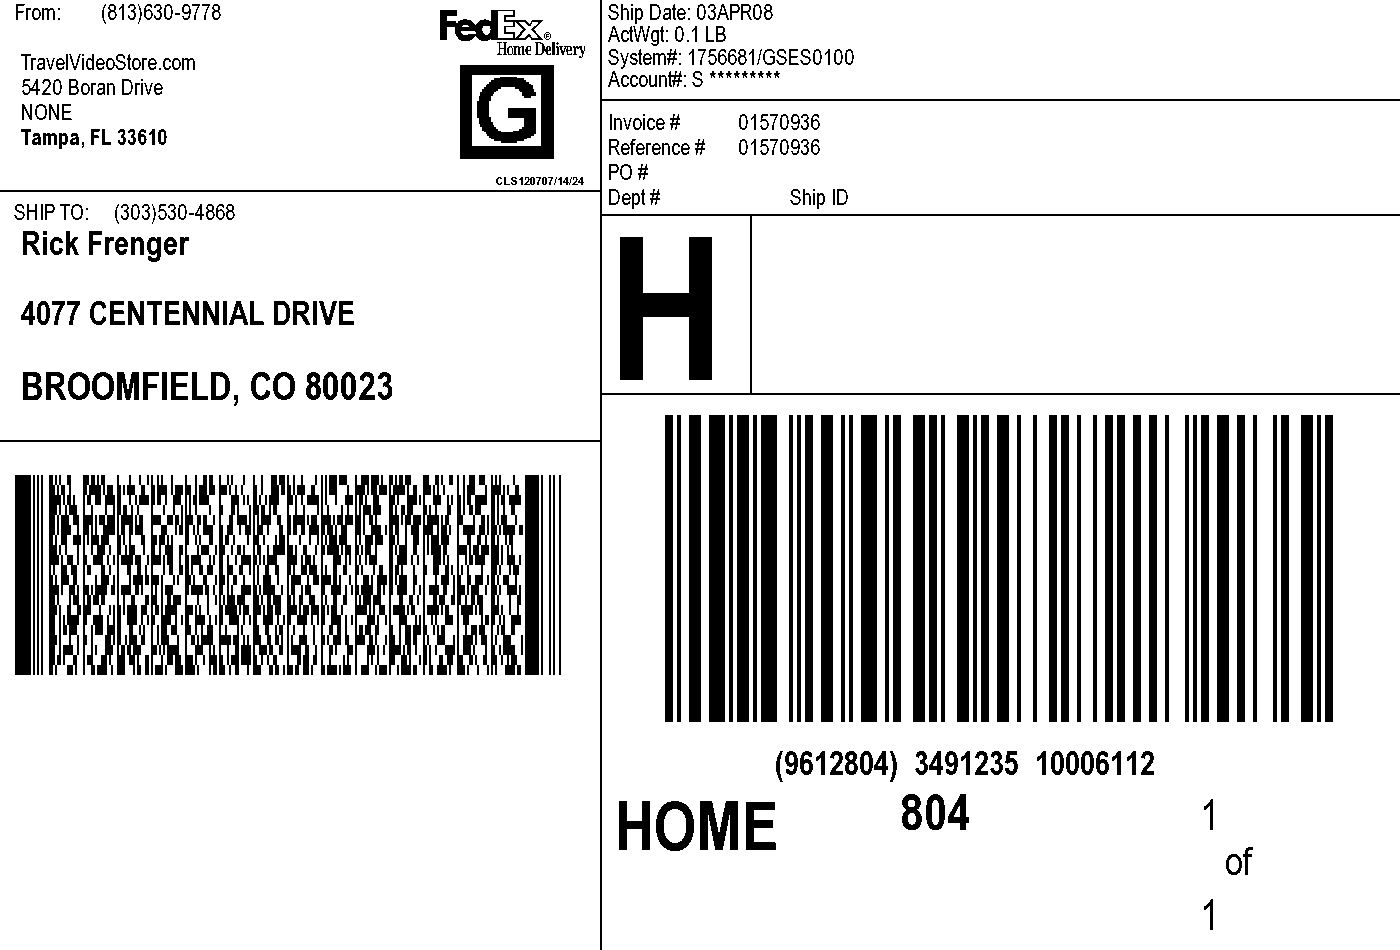 From: (813)630-9778
TravelVideoStore.com
5420 Boran Drive
NONE
Tampa, FL 33610
FedEx®
Home Delivery
G
CLS120707/14/24
SHIP TO: (303)530-4868
Rick Frenger
4077 CENTENNIAL DRIVE
BROOMFIELD, CO 80023
Ship Date: 03APR08
ActWgt: 0.1 LB
System#: 1756681/GSES0100
Account#: S *********
Invoice # 01570936
Reference # 01570936
PO #
Dept # Ship ID
H
(9612804) 3491235 10006112
HOME 804 1
of
1